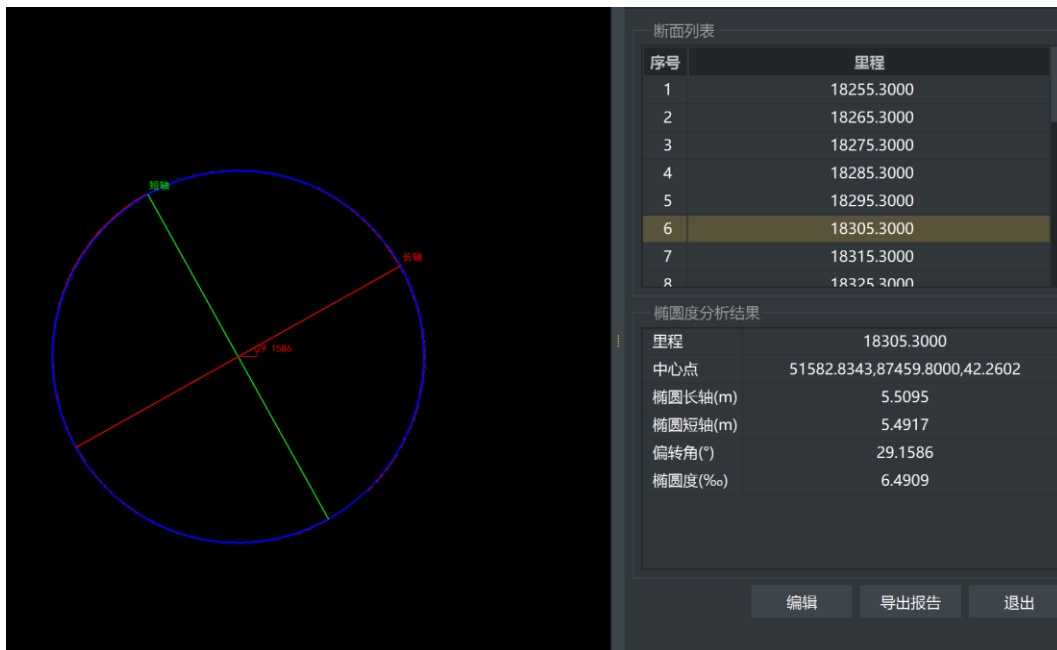 短轴
长轴
29.1586
断面列表
序号 里程
1 18255.3000
2 18265.3000
3 18275.3000
4 18285.3000
5 18295.3000
6 18305.3000
7 18315.3000
8 18325.3000
椭圆度分析结果
里程 18305.3000
中心点 51582.8343,87459.8000,42.2602
椭圆长轴(m) 5.5095
椭圆短轴(m) 5.4917
偏转角(°) 29.1586
椭圆度(‰) 6.4909
编辑 导出报告 退出